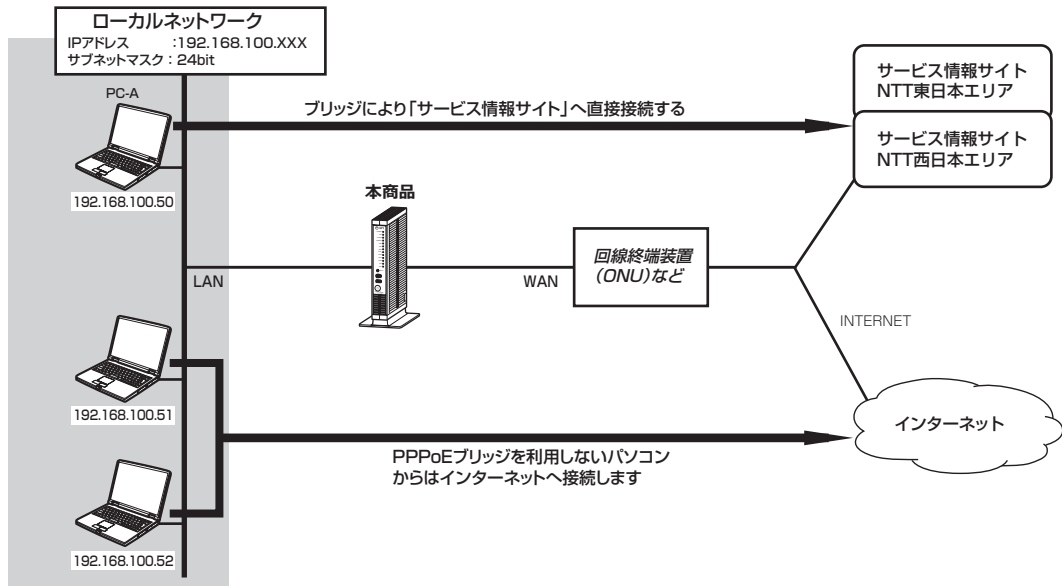 ローカルネットワーク
IPアドレス　　：192.168.100.XXX
サブネットマスク：24bit
PC-A
ブリッジにより「サービス情報サイト」へ直接接続する
サービス情報サイト
NTT東日本エリア
サービス情報サイト
NTT西日本エリア
192.168.100.50
本商品
回線終端装置
(ONU)など
LAN
WAN
INTERNET
192.168.100.51
インターネット
PPPoEブリッジを利用しないパソコン
からはインターネットへ接続します
192.168.100.52